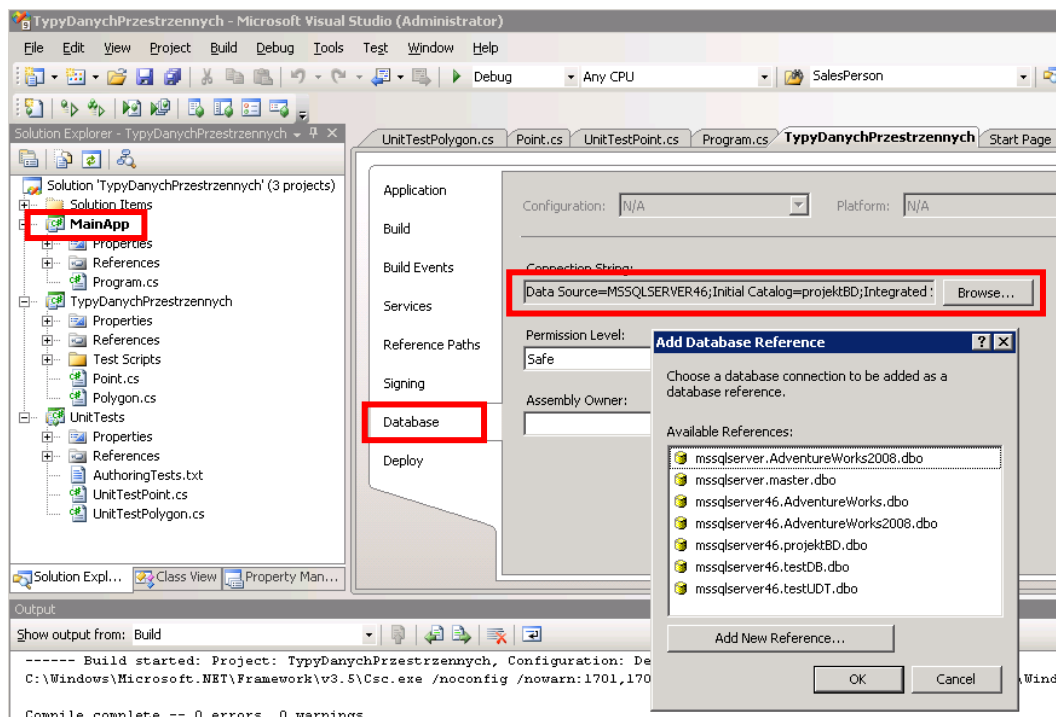 TypyDanychPrzestrzennych - Microsoft Visual Studio (Administrator)
File Edit View Project Build Debug Tools Test Window Help
Debug Any CPU SalesPerson
Solution Explorer - TypyDanychPrzestrzennych
Solution 'TypyDanychPrzestrzennych' (3 projects)
Solution Items
MainApp
Properties
References
Program.cs
TypyDanychPrzestrzennych
Properties
References
Test Scripts
Point.cs
Polygon.cs
UnitTests
Properties
References
AuthoringTests.txt
UnitTestPoint.cs
UnitTestPolygon.cs
Solution Expl... Class View Property Man...
UnitTestPolygon.cs Point.cs UnitTestPoint.cs Program.cs TypyDanychPrzestrzennych Start Page
Application
Build
Build Events
Services
Reference Paths
Signing
Database
Deploy
Configuration: N/A Platform: N/A
Connection String:
Data Source=MSSQLSERVER46;Initial Catalog=projektBD;Integrated Browse...
Permission Level:
Safe
Assembly Owner:
Add Database Reference
Choose a database connection to be added as a
database reference.
Available References:
mssqlserver.AdventureWorks2008.dbo
mssqlserver.master.dbo
mssqlserver46.AdventureWorks.dbo
mssqlserver46.AdventureWorks2008.dbo
mssqlserver46.projektBD.dbo
mssqlserver46.testDB.dbo
mssqlserver46.testUDT.dbo
Add New Reference...
OK Cancel
Output
Show output from: Build
------ Build started: Project: TypyDanychPrzestrzennych, Configuration: De
C:\Windows\Microsoft.NET\Framework\v3.5\Csc.exe /noconfig /nowarn:1701,170 \Wind
Compile complete -- 0 errors, 0 warnings